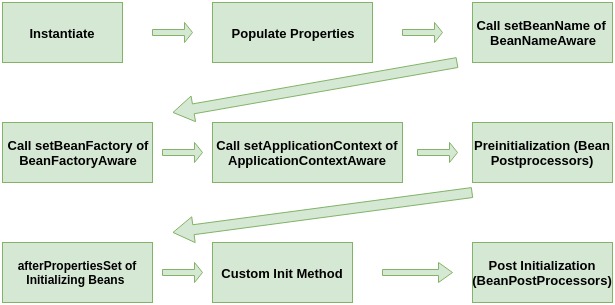 Instantiate
Populate Properties
Call setBeanName of
BeanNameAware
Call setBeanFactory of
BeanFactoryAware
Call setApplicationContext of
ApplicationContextAware
Preinitialization (Bean
Postprocessors)
afterPropertiesSet of
Initializing Beans
Custom Init Method
Post Initialization
(BeanPostProcessors)